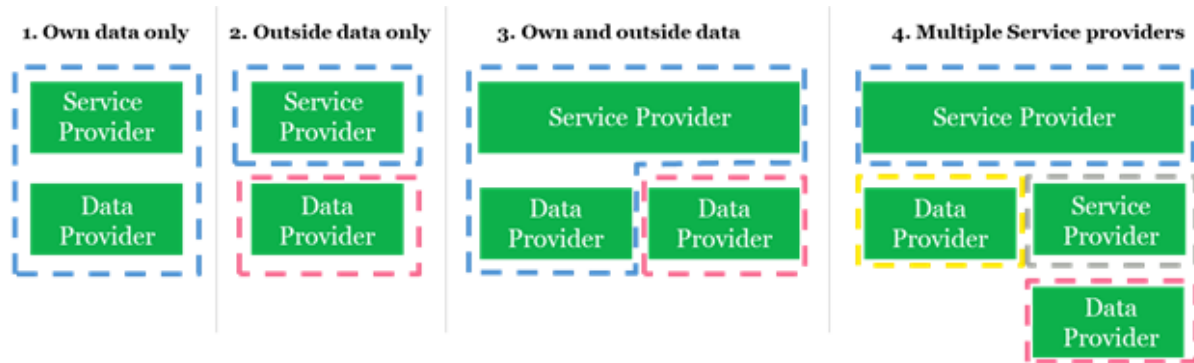 1. Own data only
2. Outside data only
3. Own and outside data
4. Multiple Service providers
Service
Provider
Data
Provider
Service
Provider
Data
Provider
Service Provider
Data
Provider
Data
Provider
Service Provider
Data
Provider
Service
Provider
Data
Provider